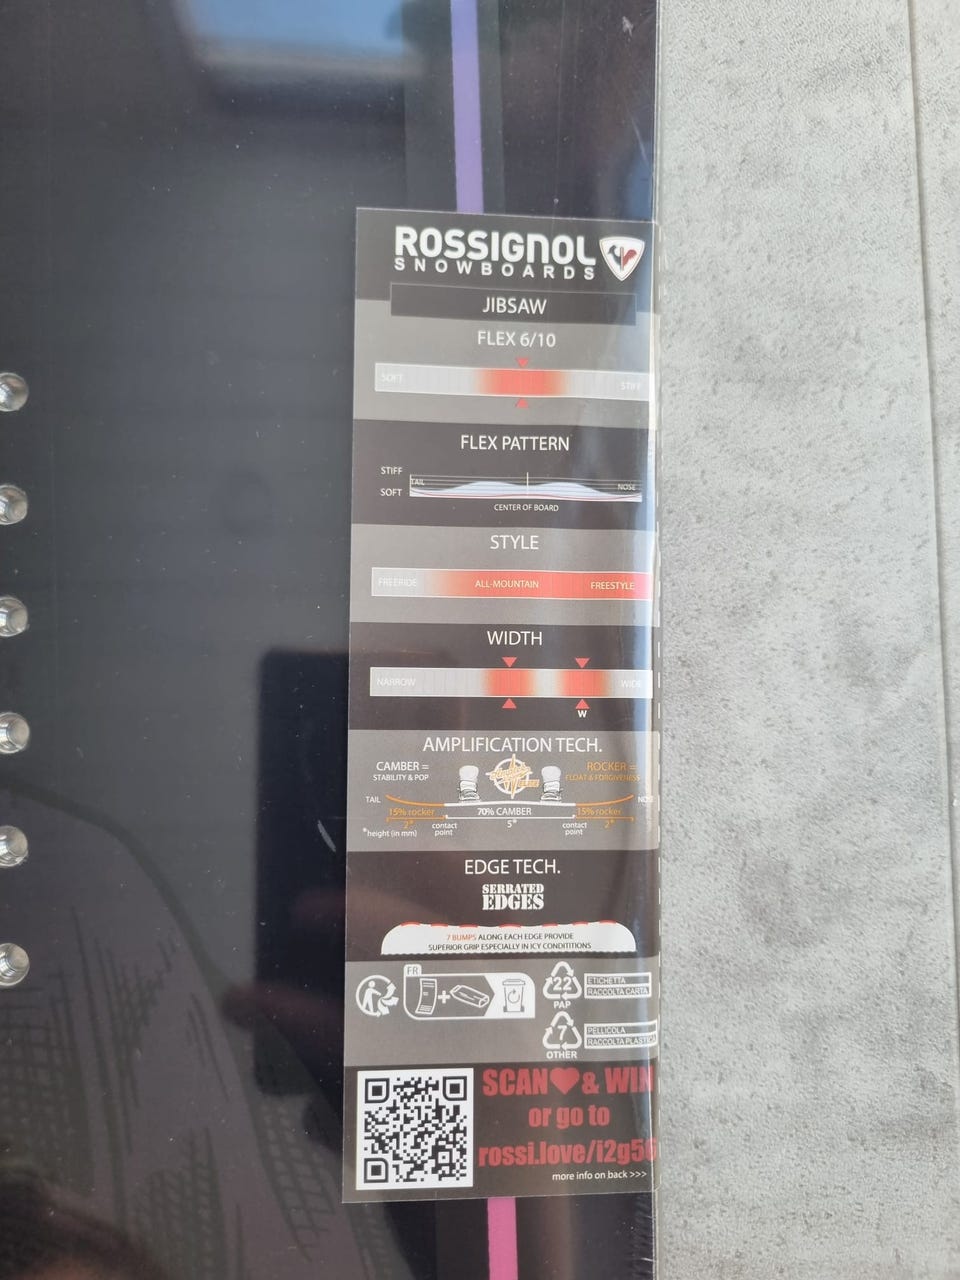 ROSSIGNOL
SNOWBOARDS
JIBSAW
FLEX 6/10
SOFT STIFF
FLEX PATTERN
STIFF
TAIL NOSE
SOFT
CENTER OF BOARD
STYLE
FREERIDE ALL-MOUNTAIN FREESTYLE
WIDTH
NARROW WIDE
W
AMPLIFICATION TECH.
CAMBER = ROCKER =
STABILITY & POP FLOAT & FORGIVENESS
TAIL NOSE
15% rocker 70% CAMBER 15% rocker
2* 5* 2*
contact point contact point
*height (in mm)
EDGE TECH.
SERRATED
EDGES
7 BUMPS ALONG EACH EDGE PROVIDE
SUPERIOR GRIP ESPECIALLY IN ICY CONDITITIONS
FR
22
PAP
ETICHETTA
RACCOLTA CARTA
7
OTHER
PELLICOLA
RACCOLTA PLASTICA
SCAN♥& WIN
or go to
rossi.love/i2g56
more info on back >>>